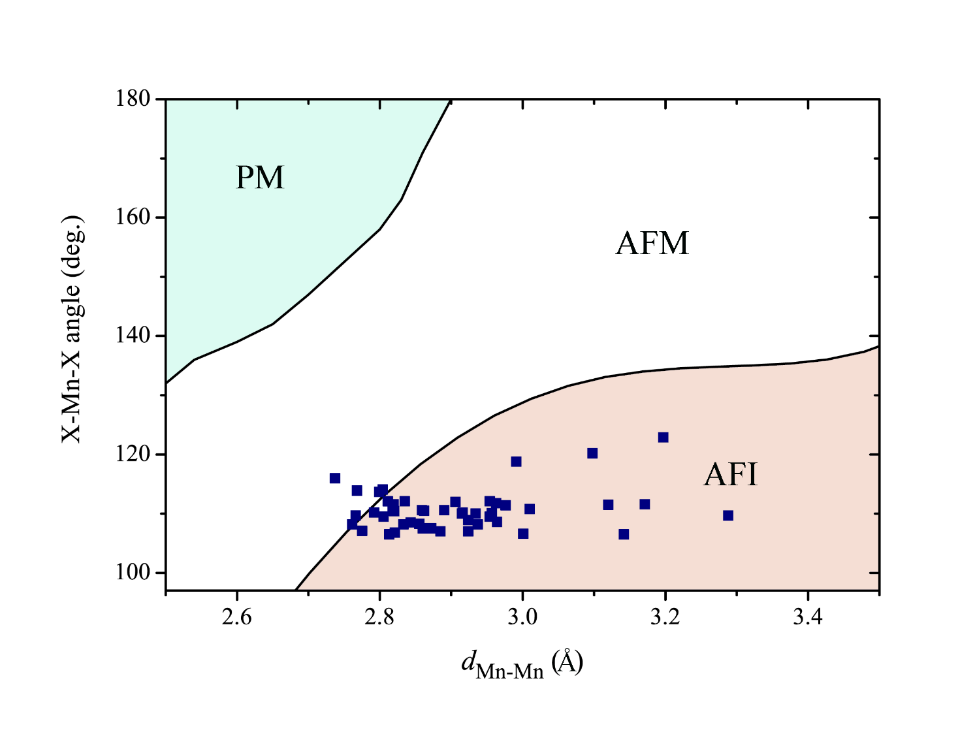 180
160
140
120
100
X-Mn-X angle (deg.)
PM
AFM
AFI
2.6 2.8 3.0 3.2 3.4
dMn-Mn (Å)